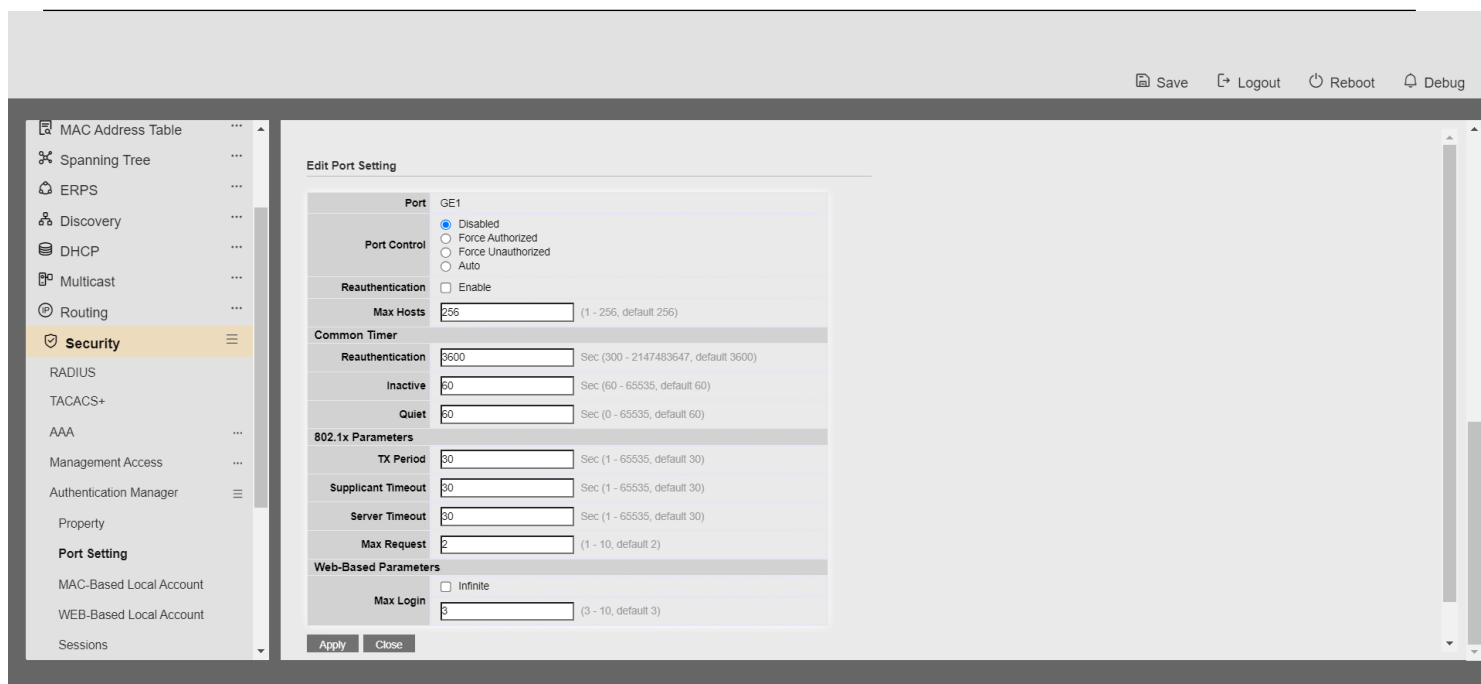 Save Logout Reboot Debug
MAC Address Table ...
Spanning Tree ...
ERPS ...
Discovery ...
DHCP ...
Multicast ...
Routing ...
Security
RADIUS
TACACS+
AAA ...
Management Access ...
Authentication Manager
Property
Port Setting
MAC-Based Local Account
WEB-Based Local Account
Sessions
Edit Port Setting
Port GE1
Port Control
Disabled
Force Authorized
Force Unauthorized
Auto
Reauthentication Enable
Max Hosts 256 (1 - 256, default 256)
Common Timer
Reauthentication 3600 Sec (300 - 2147483647, default 3600)
Inactive 60 Sec (60 - 65535, default 60)
Quiet 60 Sec (0 - 65535, default 60)
802.1x Parameters
TX Period 30 Sec (1 - 65535, default 30)
Supplicant Timeout 30 Sec (1 - 65535, default 30)
Server Timeout 30 Sec (1 - 65535, default 30)
Max Request 2 (1 - 10, default 2)
Web-Based Parameters
Max Login
Infinite
3 (3 - 10, default 3)
Apply Close